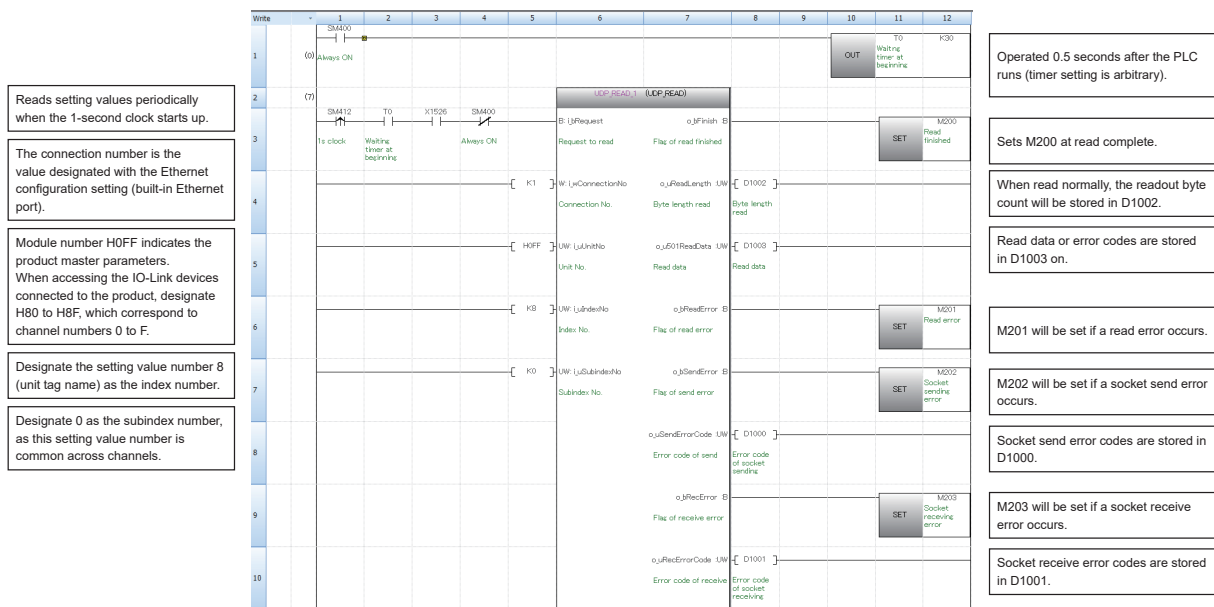 Write 1 2 3 4 5 6 7 8 9 10 11 12
1 (0) SM400 T0 K30
OUT
Always ON
Waitng
timer at
beginning
2 (7) UDP_READ_1 (UDP_READ)
3 SM412 T0 X1526 SM400 B: i_bRequest o_bFinish :B SET M200
1s clock Waiting Always ON Request to read Flag of read finished Read
timer at finished
beginning
4 K1 W: i_wConnectionNo o_uReadLength :UW D1002
Connection No. Byte length read Byte length
read
5 H0FF UW: i_uUnitNo o_u501ReadData :UW D1003
Unit No. Read data Read data
6 K8 UW: i_uIndexNo o_bReadError :B SET M201
Index No. Flag of read error Read error
7 K0 UW: i_uSubindexNo o_bSendError :B SET M202
Subindex No. Flag of send error Socket
sending
error
8 o_uSendErrorCode :UW D1000
Error code of send Error code
of socket
sending
9 o_bRecError :B SET M203
Flag of receive error Socket
receving
error
10 o_uRecErrorCode :UW D1001
Error code of receive Error code
of socket
receiving
Reads setting values periodically
when the 1-second clock starts up.
The connection number is the
value designated with the Ethernet
configuration setting (built-in Ethernet
port).
Module number H0FF indicates the
product master parameters.
When accessing the IO-Link devices
connected to the product, designate
H80 to H8F, which correspond to
channel numbers 0 to F.
Designate the setting value number 8
(unit tag name) as the index number.
Designate 0 as the subindex number,
as this setting value number is
common across channels.
Operated 0.5 seconds after the PLC
runs (timer setting is arbitrary).
Sets M200 at read complete.
When read normally, the readout byte
count will be stored in D1002.
Read data or error codes are stored
in D1003 on.
M201 will be set if a read error occurs.
M202 will be set if a socket send error
occurs.
Socket send error codes are stored in
D1000.
M203 will be set if a socket receive
error occurs.
Socket receive error codes are stored
in D1001.